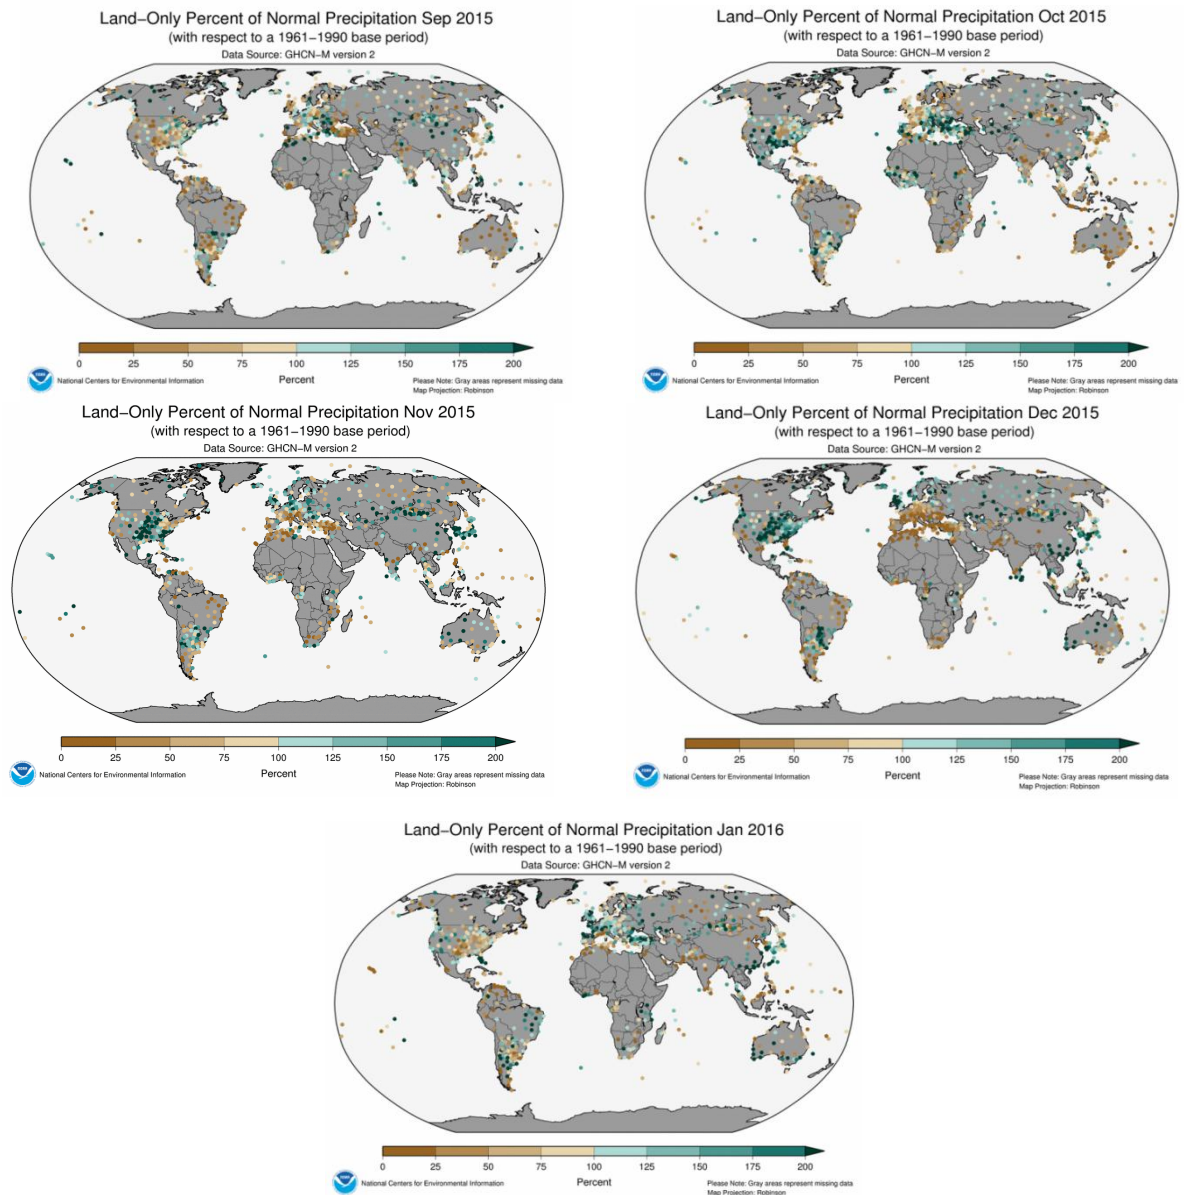 Land−Only Percent of Normal Precipitation Sep 2015
(with respect to a 1961−1990 base period)
Data Source: GHCN−M version 2
0 25 50 75 100 125 150 175 200
National Centers for Environmental Information
Percent
Please Note: Gray areas represent missing data
Map Projection: Robinson
Land−Only Percent of Normal Precipitation Oct 2015
(with respect to a 1961−1990 base period)
Data Source: GHCN−M version 2
0 25 50 75 100 125 150 175 200
National Centers for Environmental Information
Percent
Please Note: Gray areas represent missing data
Map Projection: Robinson
Land−Only Percent of Normal Precipitation Nov 2015
(with respect to a 1961−1990 base period)
Data Source: GHCN−M version 2
0 25 50 75 100 125 150 175 200
National Centers for Environmental Information
Percent
Please Note: Gray areas represent missing data
Map Projection: Robinson
Land−Only Percent of Normal Precipitation Dec 2015
(with respect to a 1961−1990 base period)
Data Source: GHCN−M version 2
0 25 50 75 100 125 150 175 200
National Centers for Environmental Information
Percent
Please Note: Gray areas represent missing data
Map Projection: Robinson
Land−Only Percent of Normal Precipitation Jan 2016
(with respect to a 1961−1990 base period)
Data Source: GHCN−M version 2
0 25 50 75 100 125 150 175 200
National Centers for Environmental Information
Percent
Please Note: Gray areas represent missing data
Map Projection: Robinson